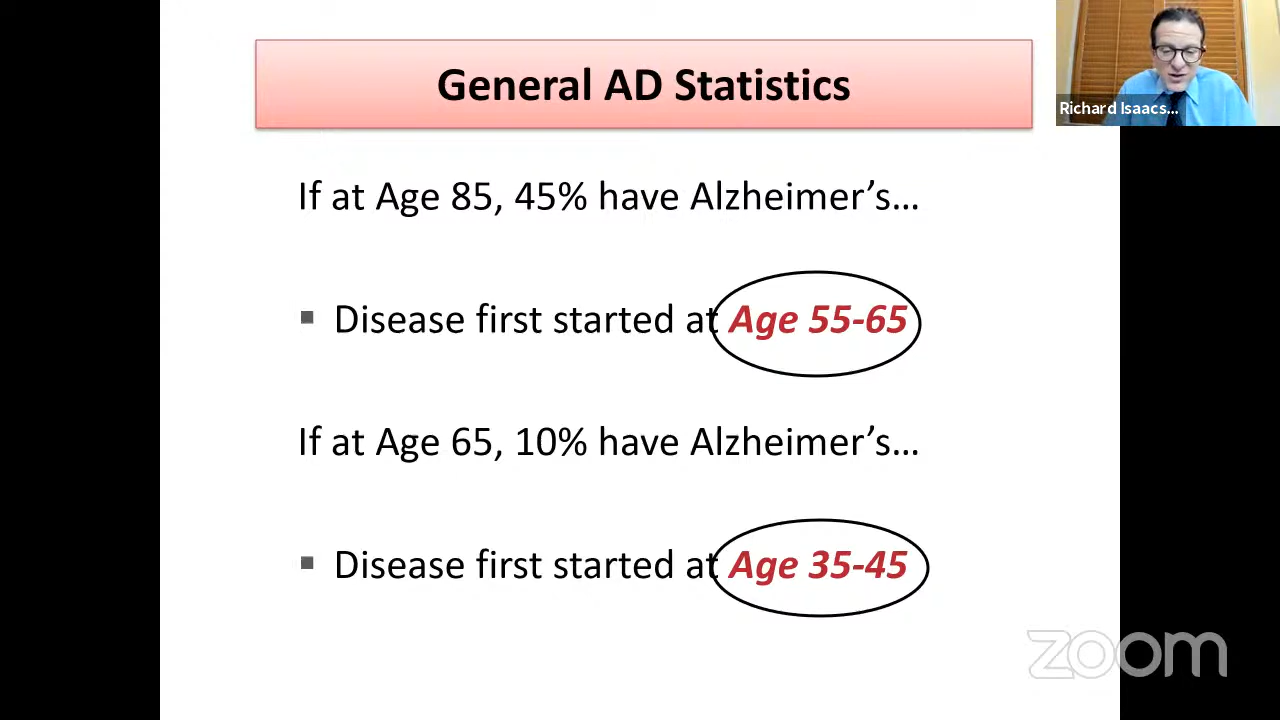 General AD Statistics
Richard Isaacs...
If at Age 85, 45% have Alzheimer’s…
▪ Disease first started at Age 55-65
If at Age 65, 10% have Alzheimer’s…
▪ Disease first started at Age 35-45
zoom